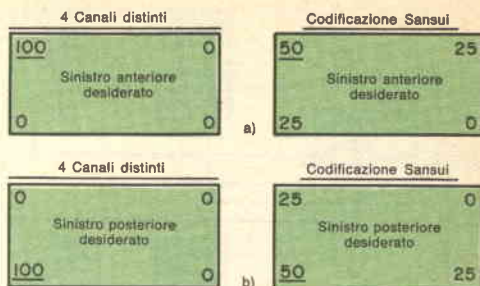 4 Canali distinti
100 0
Sinistro anteriore
desiderato
0 0
a)
Codificazione Sansui
50 25
Sinistro anteriore
desiderato
25 0
4 Canali distinti
0 0
Sinistro posteriore
desiderato
100 0
b)
Codificazione Sansui
25 0
Sinistro posteriore
desiderato
50 25